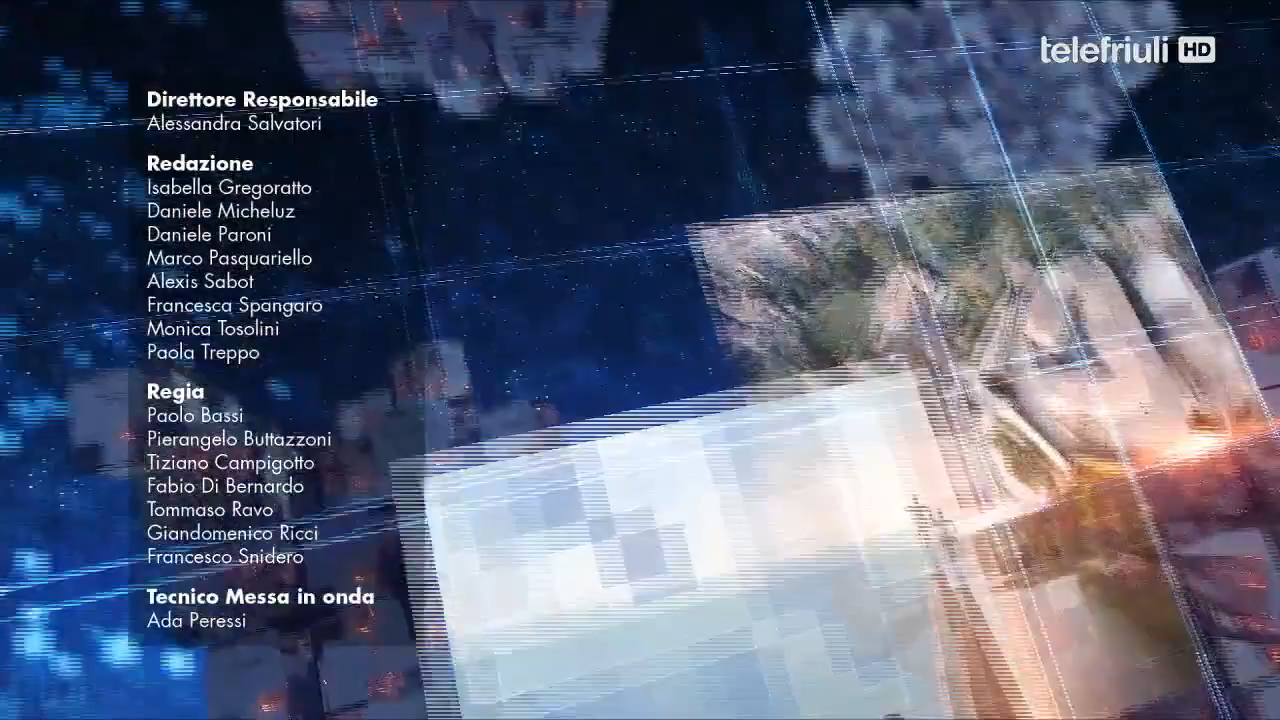 telefriuli HD
Direttore Responsabile
Alessandra Salvatori
Redazione
Isabella Gregoratto
Daniele Micheluz
Daniele Paroni
Marco Pasquariello
Alexis Sabot
Francesca Spangaro
Monica Tosolini
Paola Treppo
Regia
Paolo Bassi
Pierangelo Buttazzoni
Tiziano Campigotto
Fabio Di Bernardo
Tommaso Ravo
Giandomenico Ricci
Francesco Snidero
Tecnico Messa in onda
Ada Peressi